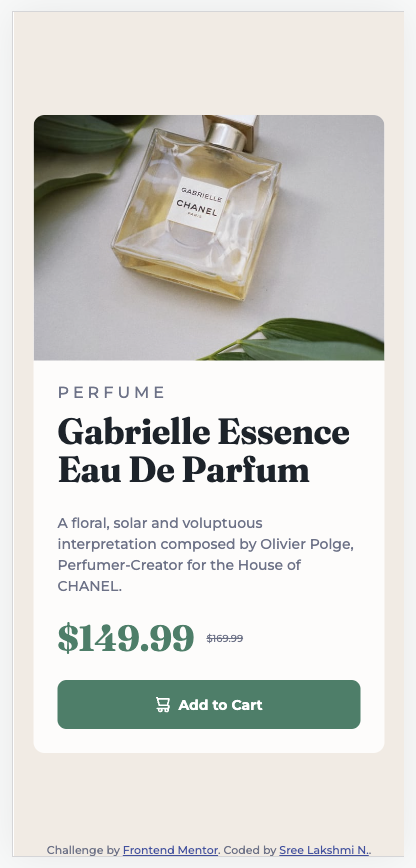 GABRIELLE
CHANEL
PARIS
PERFUME
Gabrielle Essence
Eau De Parfum
A floral, solar and voluptuous
interpretation composed by Olivier Polge,
Perfumer-Creator for the House of
CHANEL.
$149.99 $169.99
Add to Cart
Challenge by Frontend Mentor. Coded by Sree Lakshmi N..